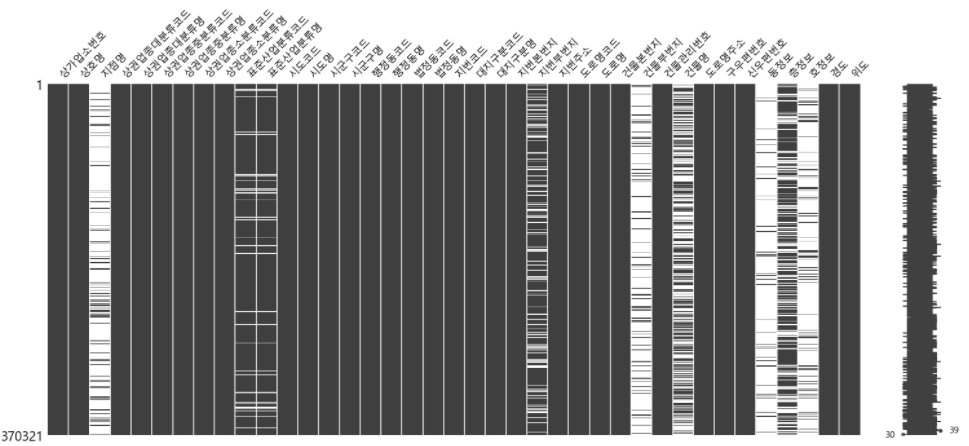 상가업소번호
상호명
지점명
상권업종대분류코드
상권업종대분류명
상권업종중분류코드
상권업종중분류명
상권업종소분류코드
상권업종소분류명
표준산업분류코드
표준산업분류명
시도코드
시도명
시군구코드
시군구명
행정동코드
행정동명
법정동코드
법정동명
지번코드
대지구분코드
대지구분명
지번본번지
지번부번지
지번주소
도로명코드
도로명
건물본번지
건물부번지
건물관리번호
건물명
도로명주소
구우편번호
신우편번호
동정보
층정보
호정보
경도
위도
1
370321
30
39